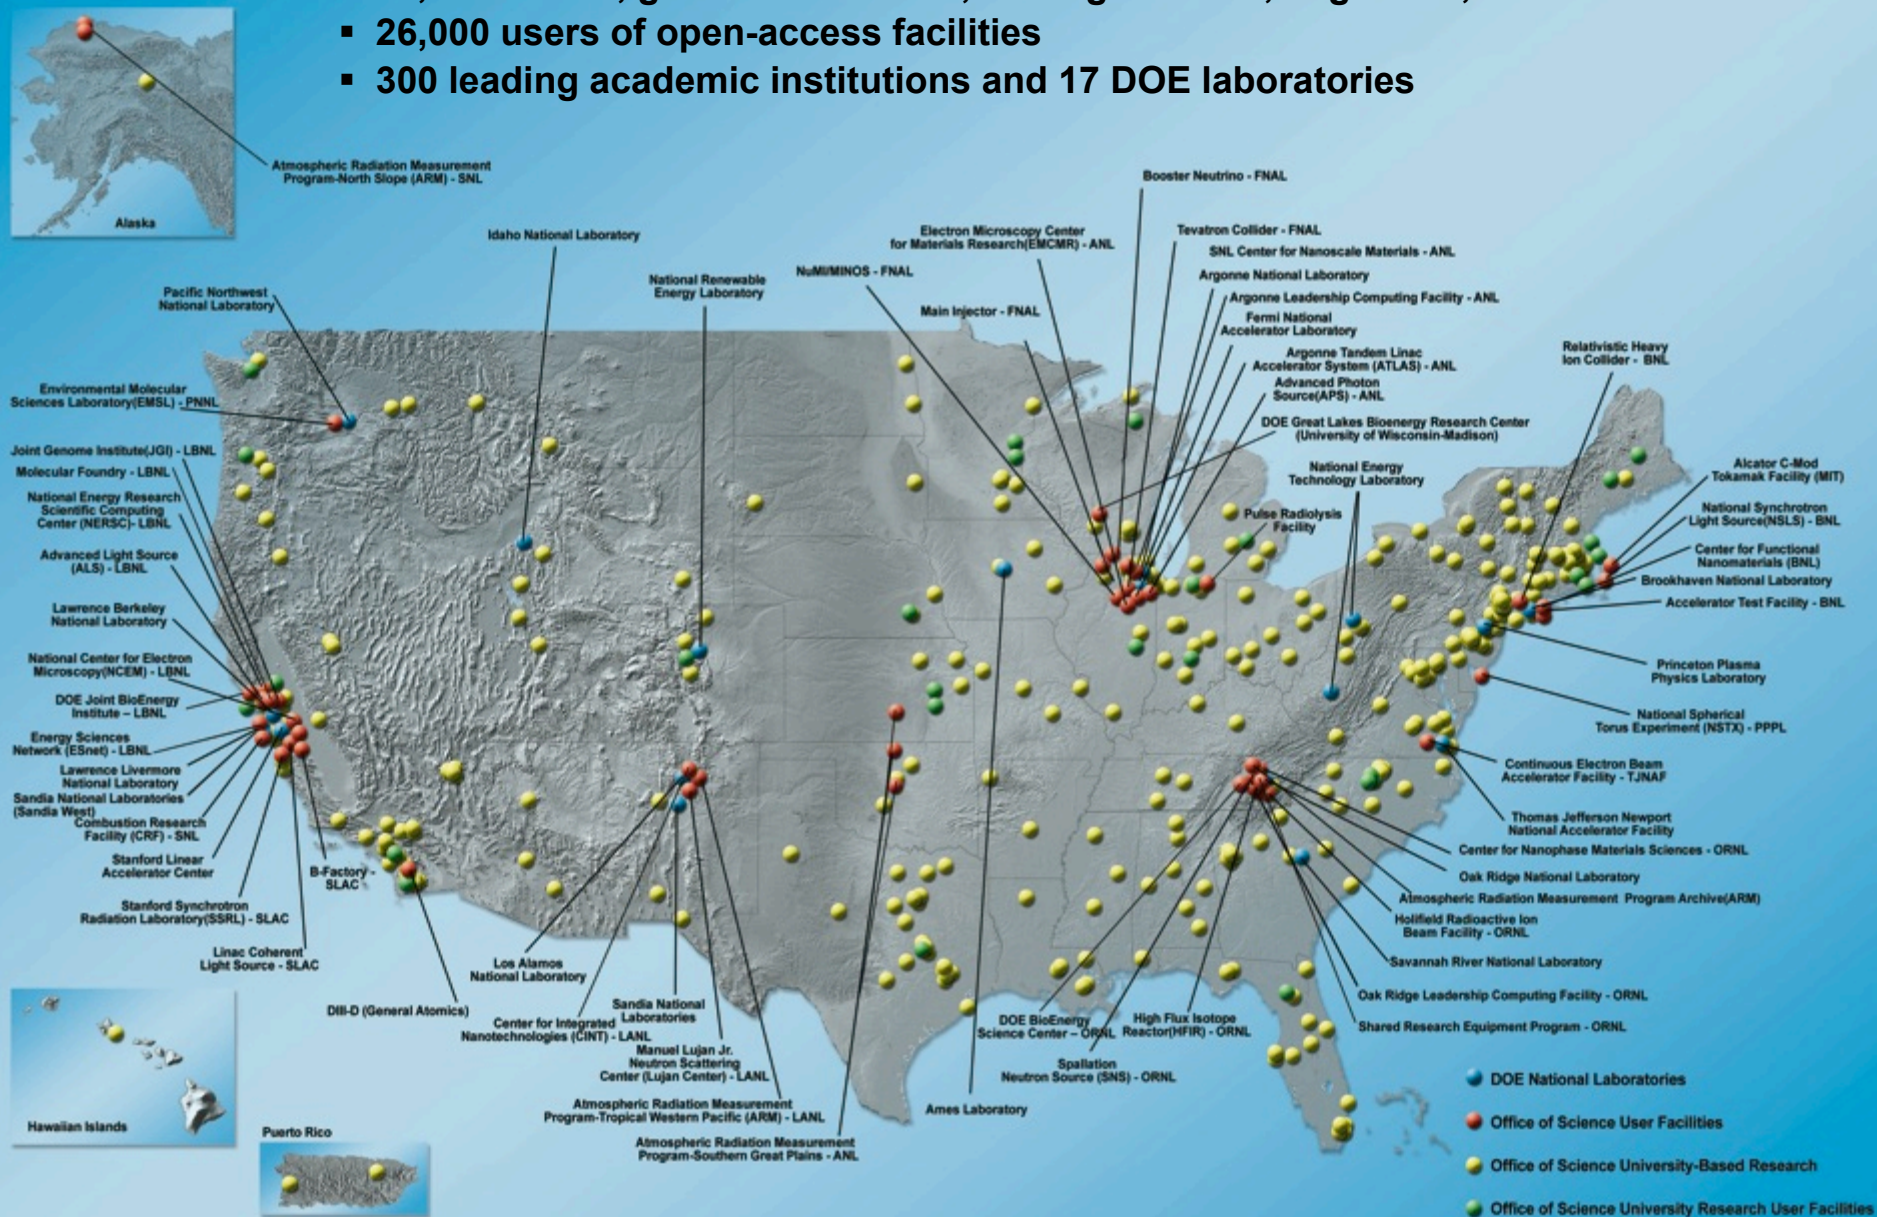 ▪ 26,000 users of open-access facilities
▪ 300 leading academic institutions and 17 DOE laboratories
Atmospheric Radiation Measurement
Program-North Slope (ARM) - SNL
Alaska
Booster Neutrino - FNAL
Idaho National Laboratory
Electron Microscopy Center
for Materials Research(EMCMR) - ANL
Tevatron Collider - FNAL
SNL Center for Nanoscale Materials - ANL
NuMI/MINOS - FNAL
Argonne National Laboratory
National Renewable
Energy Laboratory
Pacific Northwest
National Laboratory
Argonne Leadership Computing Facility - ANL
Main Injector - FNAL
Fermi National
Accelerator Laboratory
Argonne Tandem Linac
Accelerator System (ATLAS) - ANL
Relativistic Heavy
Ion Collider - BNL
Advanced Photon
Source(APS) - ANL
Environmental Molecular
Sciences Laboratory(EMSL) - PNNL
DOE Great Lakes Bioenergy Research Center
(University of Wisconsin-Madison)
Joint Genome Institute(JGI) - LBNL
Molecular Foundry - LBNL
National Energy
Technology Laboratory
Alcator C-Mod
Tokamak Facility (MIT)
National Energy Research
Scientific Computing
Center (NERSC)- LBNL
Pulse Radiolysis
Facility
National Synchrotron
Light Source(NSLS) - BNL
Advanced Light Source
(ALS) - LBNL
Center for Functional
Nanomaterials (BNL)
Brookhaven National Laboratory
Accelerator Test Facility - BNL
Lawrence Berkeley
National Laboratory
National Center for Electron
Microscopy(NCEM) - LBNL
Princeton Plasma
Physics Laboratory
DOE Joint BioEnergy
Institute – LBNL
National Spherical
Torus Experiment (NSTX) - PPPL
Energy Sciences
Network (ESnet) - LBNL
Lawrence Livermore
National Laboratory
Continuous Electron Beam
Accelerator Facility - TJNAF
Sandia National Laboratories
(Sandia West)
Combustion Research
Facility (CRF) - SNL
Thomas Jefferson Newport
National Accelerator Facility
Stanford Linear
Accelerator Center
B-Factory -
SLAC
Center for Nanophase Materials Sciences - ORNL
Oak Ridge National Laboratory
Atmospheric Radiation Measurement Program Archive(ARM)
Stanford Synchrotron
Radiation Laboratory(SSRL) - SLAC
Holifield Radioactive Ion
Beam Facility - ORNL
Linac Coherent
Light Source - SLAC
Los Alamos
National Laboratory
Savannah River National Laboratory
Oak Ridge Leadership Computing Facility - ORNL
DIII-D (General Atomics)
Sandia National
Laboratories
Center for Integrated
Nanotechnologies (CINT) - LANL
DOE BioEnergy
Science Center – ORNL
High Flux Isotope
Reactor(HFIR) - ORNL
Shared Research Equipment Program - ORNL
Manuel Lujan Jr.
Neutron Scattering
Center (Lujan Center) - LANL
Spallation
Neutron Source (SNS) - ORNL
DOE National Laboratories
Atmospheric Radiation Measurement
Program-Tropical Western Pacific (ARM) - LANL
Ames Laboratory
Office of Science User Facilities
Hawaiian Islands
Puerto Rico
Atmospheric Radiation Measurement
Program-Southern Great Plains - ANL
Office of Science University-Based Research
Office of Science University Research User Facilities